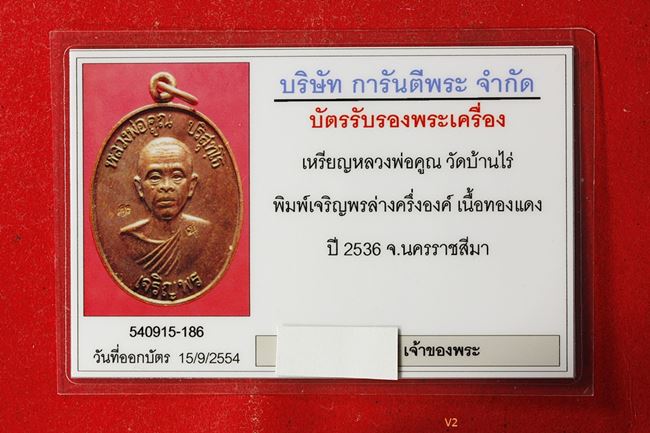 บริษัท การันตีพระ จำกัด
บัตรรับรองพระเครื่อง
เหรียญหลวงพ่อคูณ วัดบ้านไร่
พิมพ์เจริญพรล่างครึ่งองค์ เนื้อทองแดง
ปี 2536 จ.นครราชสีมา
หลวงพ่อคูณ ปริสุทฺโธ
เจริญพร
540915-186
วันที่ออกบัตร 15/9/2554
เจ้าของพระ
V2